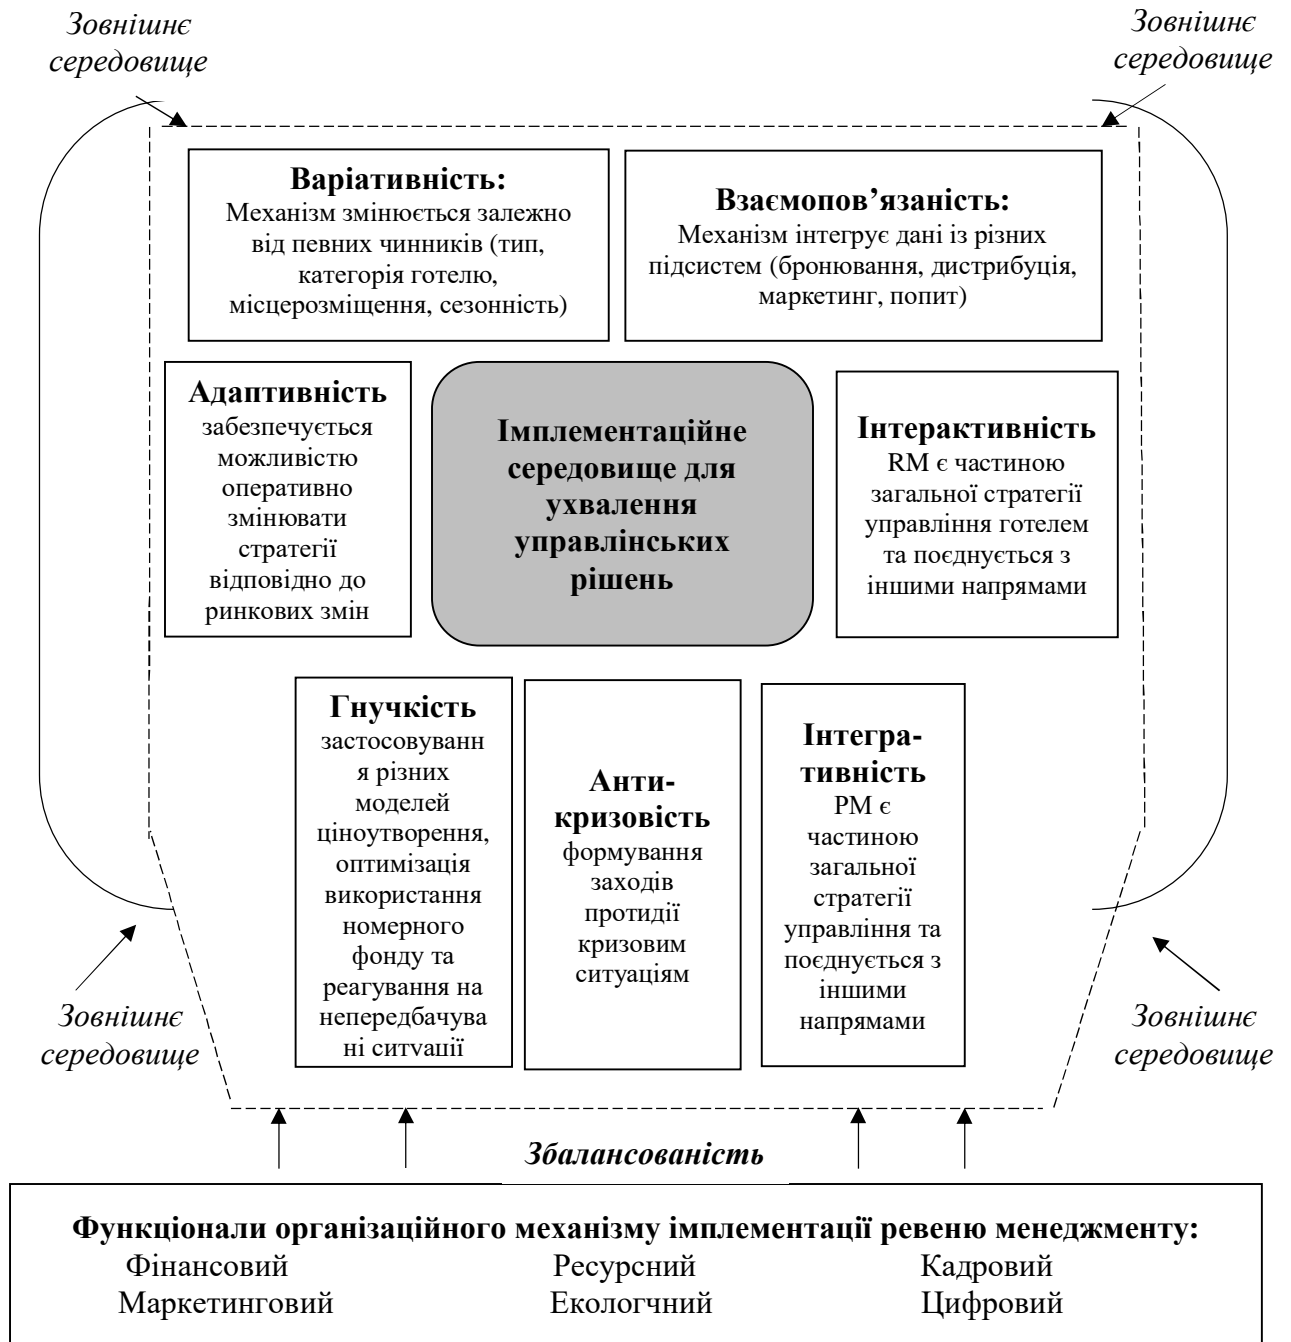 Зовнішнє
середовище
Зовнішнє
середовище
Варіативність:
Механізм змінюється залежно
від певних чинників (тип,
категорія готелю,
місцерозміщення, сезонність)
Взаємопов’язаність:
Механізм інтегрує дані із різних
підсистем (бронювання, дистрибуція,
маркетинг, попит)
Адаптивність
забезпечується
можливістю
оперативно
змінювати
стратегії
відповідно до
ринкових змін
Імплементаційне
середовище для
ухвалення
управлінських
рішень
Інтерактивність
RM є частиною
загальної стратегії
управління готелем
та поєднується з
іншими напрямами
Гнучкість
застосовуванн
я різних
моделей
ціноутворення,
оптимізація
використання
номерного
фонду та
реагування на
непередбачува
ні ситуації
Анти-
кризовість
формування
заходів
протидії
кризовим
ситуаціям
Інтегра-
тивність
РМ є
частиною
загальної
стратегії
управління та
поєднується з
іншими
напрямами
Зовнішнє
середовище
Зовнішнє
середовище
Збалансованість
Функціонали організаційного механізму імплементації ревеню менеджменту:
Фінансовий Ресурсний Кадровий
Маркетинговий Екологчний Цифровий